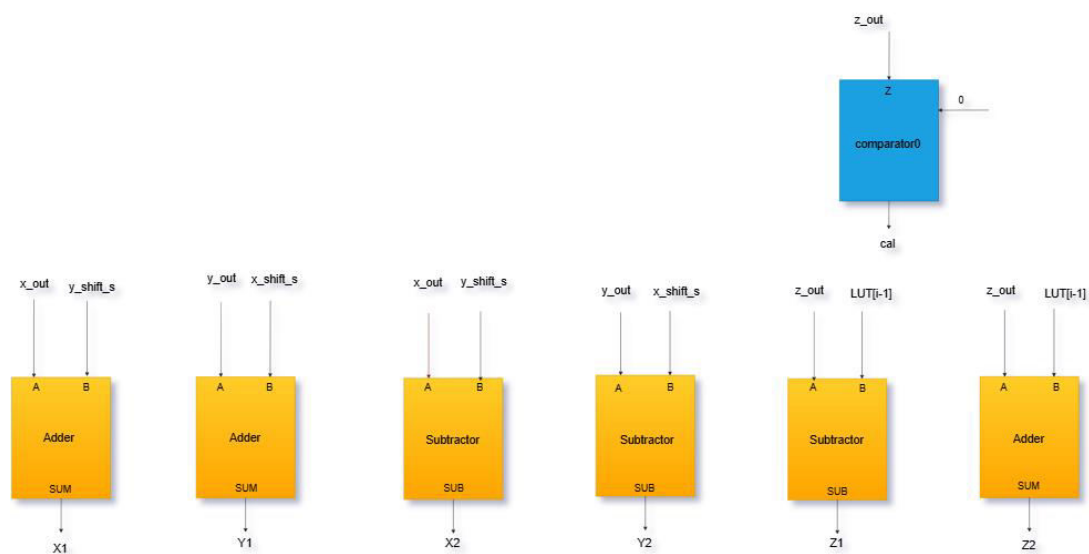 z_out
Z
0
comparator0
cal
x_out y_shift_s
y_out x_shift_s
x_out y_shift_s
y_out x_shift_s
z_out LUT[i-1]
z_out LUT[i-1]
A B
A B
A B
A B
A B
A B
Adder
Adder
Subtractor
Subtractor
Subtractor
Adder
SUM
SUM
SUB
SUB
SUB
SUM
X1
Y1
X2
Y2
Z1
Z2